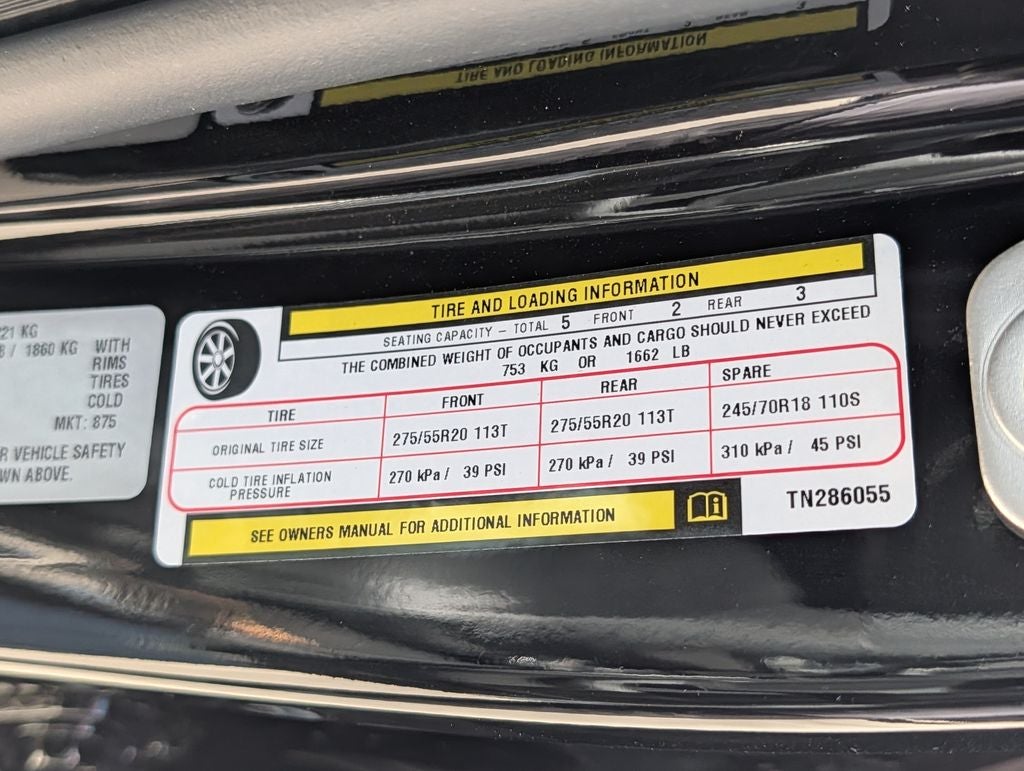 TIRE AND LOADING INFORMATION
TIRE AND LOADING INFORMATION
SEATING CAPACITY – TOTAL 5 FRONT 2 REAR 3
THE COMBINED WEIGHT OF OCCUPANTS AND CARGO SHOULD NEVER EXCEED
753 KG OR 1662 LB
TIRE FRONT REAR SPARE
ORIGINAL TIRE SIZE 275/55R20 113T 275/55R20 113T 245/70R18 110S
COLD TIRE INFLATION
PRESSURE 270 kPa / 39 PSI 270 kPa / 39 PSI 310 kPa / 45 PSI
SEE OWNERS MANUAL FOR ADDITIONAL INFORMATION
TN286055
21 KG
/ 1860 KG WITH
RIMS
TIRES
COLD
MKT: 875
VEHICLE SAFETY
ABOVE.